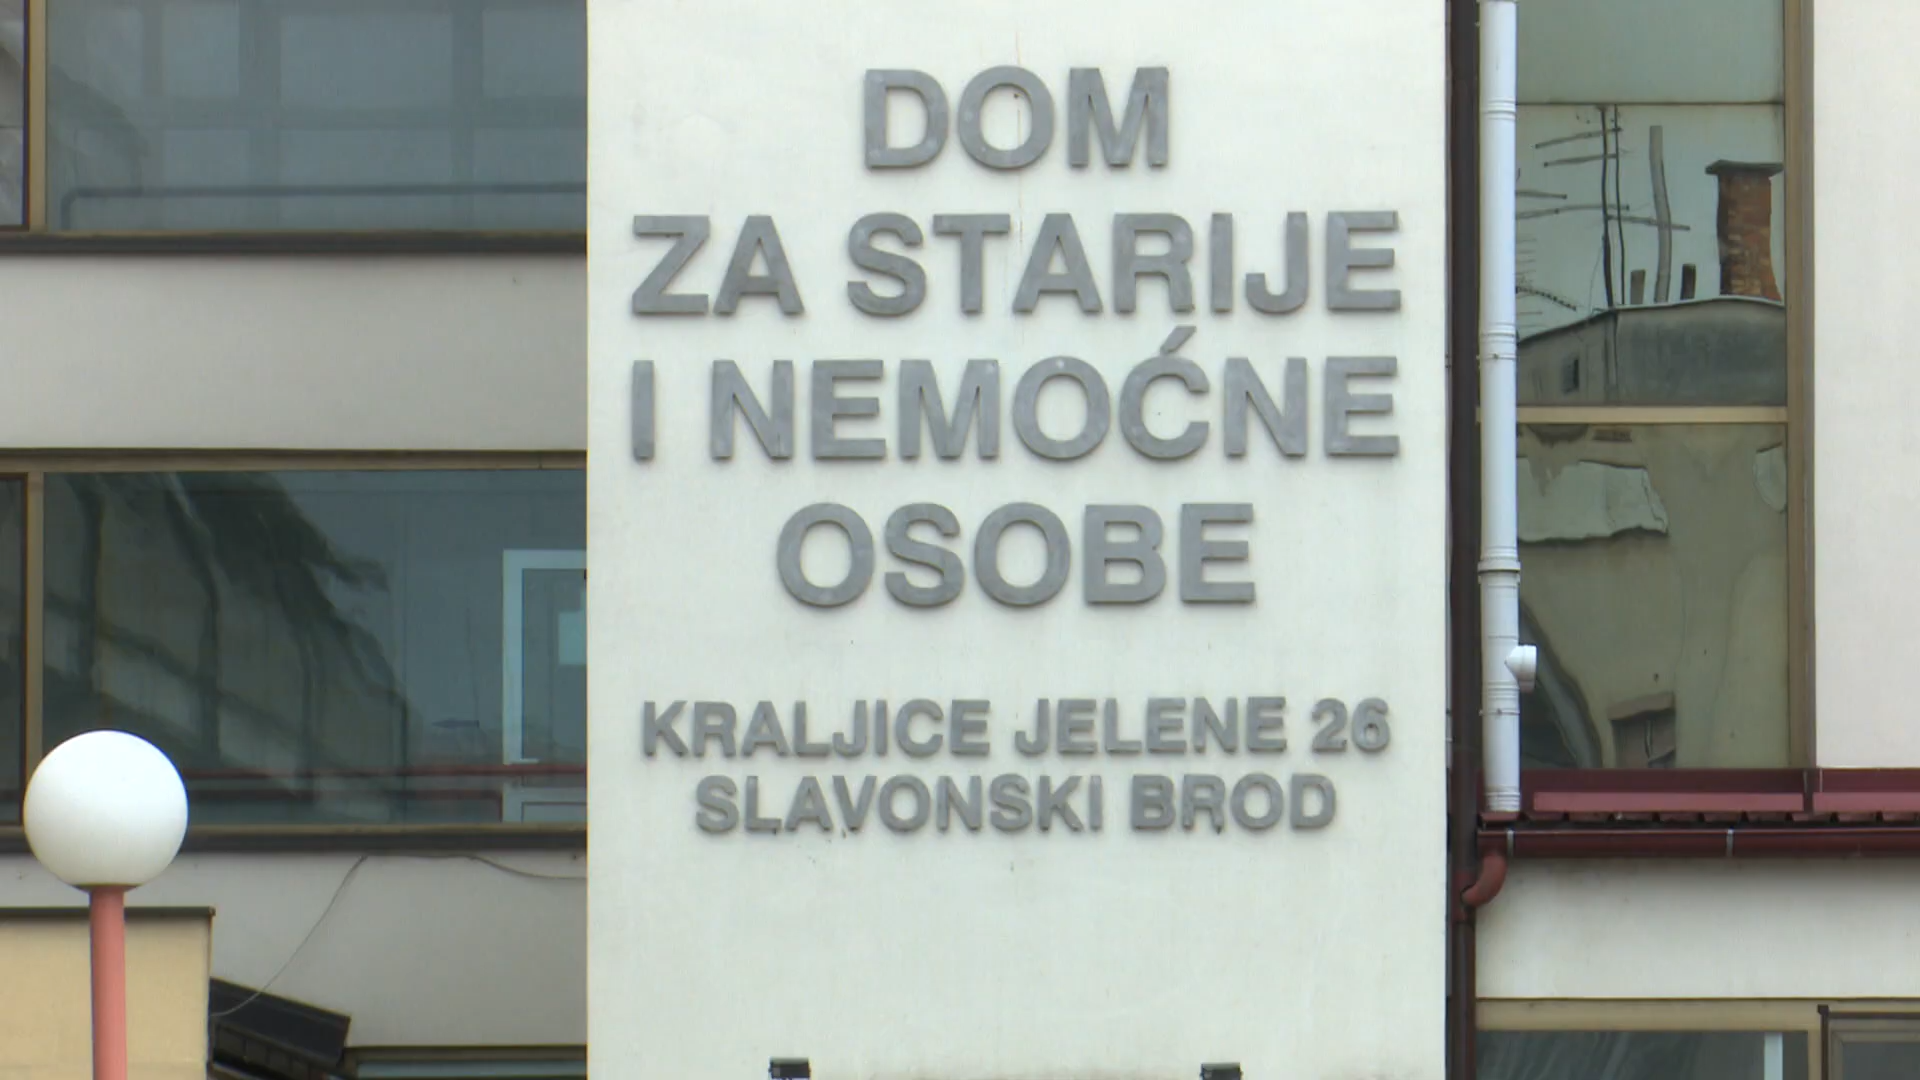 DOM
ZA STARIJE
I NEMOĆNE
OSOBE
KRALJICE JELENE 26
SLAVONSKI BROD